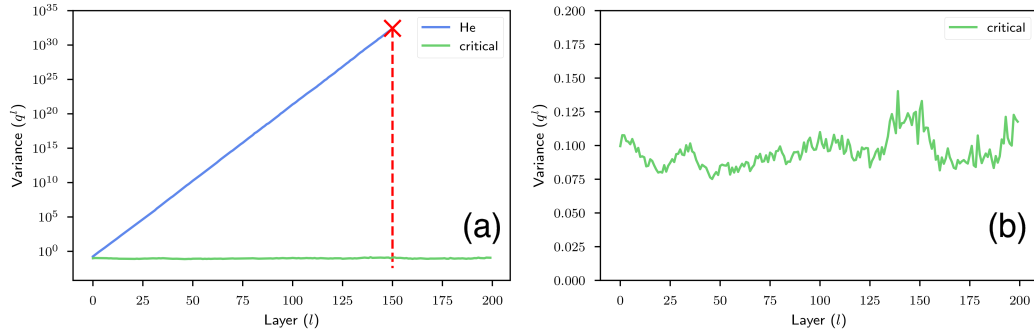 10^35
10^30
10^25
10^20
10^15
10^10
10^5
10^0
Variance (q^l)
0 25 50 75 100 125 150 175 200
Layer (l)
He
critical
(a)
0.200
0.175
0.150
0.125
0.100
0.075
0.050
0.025
0.000
Variance (q^l)
0 25 50 75 100 125 150 175 200
Layer (l)
critical
(b)